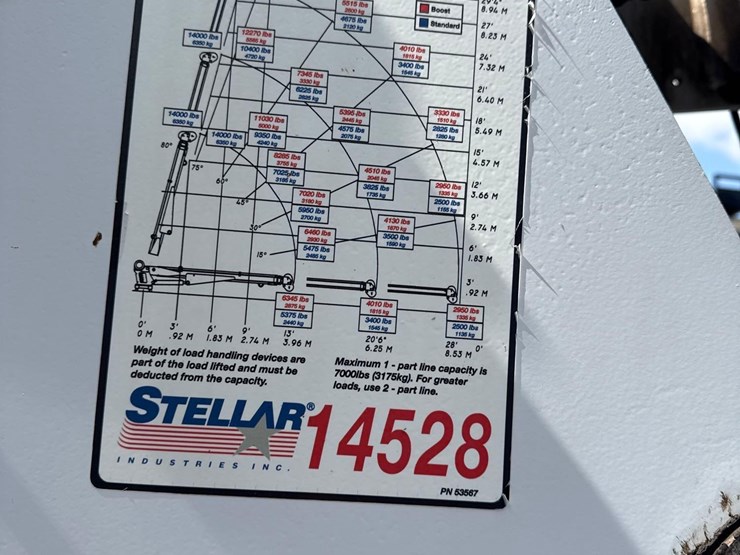 29'4"
8.94 M
5515 lbs
2500 kg
4675 lbs
2120 kg
Boost
Standard
27'
8.23 M
14000 lbs
6350 kg
12270 lbs
10400 lbs
4720 kg
4010 lbs
1815 kg
3400 lbs
1545 kg
24'
7.32 M
7345 lbs
3330 kg
6225 lbs
2825 kg
21'
6.40 M
14000 lbs
6350 kg
11030 lbs
5000 kg
5395 lbs
2445 kg
3330 lbs
1510 kg
18'
5.49 M
14000 lbs
6350 kg
9350 lbs
4240 kg
4575 lbs
2075 kg
2825 lbs
1280 kg
80°
75°
60°
45°
30°
15°
8285 lbs
3755 kg
7025 lbs
3185 kg
15'
4.57 M
4510 lbs
2045 kg
3825 lbs
1735 kg
2950 lbs
1335 kg
2500 lbs
1135 kg
12'
3.66 M
7020 lbs
3180 kg
5950 lbs
2700 kg
9'
2.74 M
4130 lbs
1870 kg
3500 lbs
1590 kg
6460 lbs
2930 kg
5475 lbs
2485 kg
6'
1.83 M
3'
.92 M
6345 lbs
2875 kg
5375 lbs
2440 kg
4010 lbs
1815 kg
3400 lbs
1545 kg
2950 lbs
1335 kg
2500 lbs
1135 kg
0' 3' 6' 9' 13' 20'6" 28' 0'
0 M .92 M 1.83 M 2.74 M 3.96 M 6.25 M 8.53 M
Weight of load handling devices are
part of the load lifted and must be
deducted from the capacity.
Maximum 1 - part line capacity is
7000lbs (3175kg). For greater
loads, use 2 - part line.
STELLAR®
INDUSTRIES INC.
14528
PN 53567